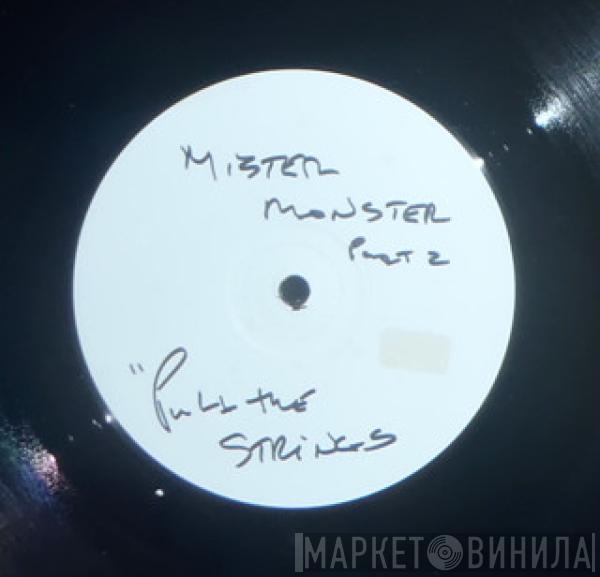 MISTER
MONSTER
PART 2
"PULL THE
STRINGS
МАРКЕТ ВИНИЛА